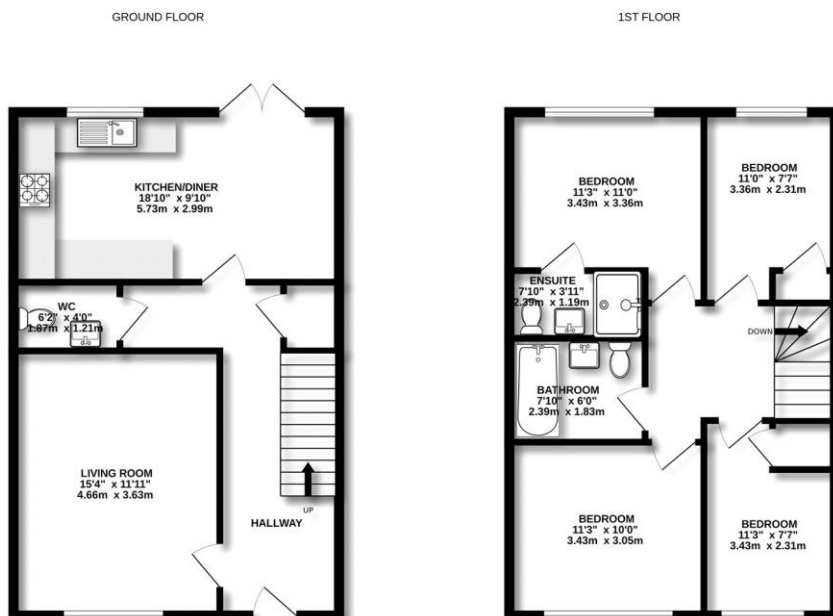 GROUND FLOOR
KITCHEN/DINER
18'10" x 9'10"
5.73m x 2.99m
WC
6'2" x 4'0"
1.87m x 1.21m
LIVING ROOM
15'4" x 11'11"
4.66m x 3.63m
UP
HALLWAY
1ST FLOOR
BEDROOM
11'3" x 11'0"
3.43m x 3.36m
BEDROOM
11'0" x 7'7"
3.36m x 2.31m
ENSUITE
7'10" x 3'11"
2.39m x 1.19m
DOWN
BATHROOM
7'10" x 6'0"
2.39m x 1.83m
BEDROOM
11'3" x 10'0"
3.43m x 3.05m
BEDROOM
11'3" x 7'7"
3.43m x 2.31m